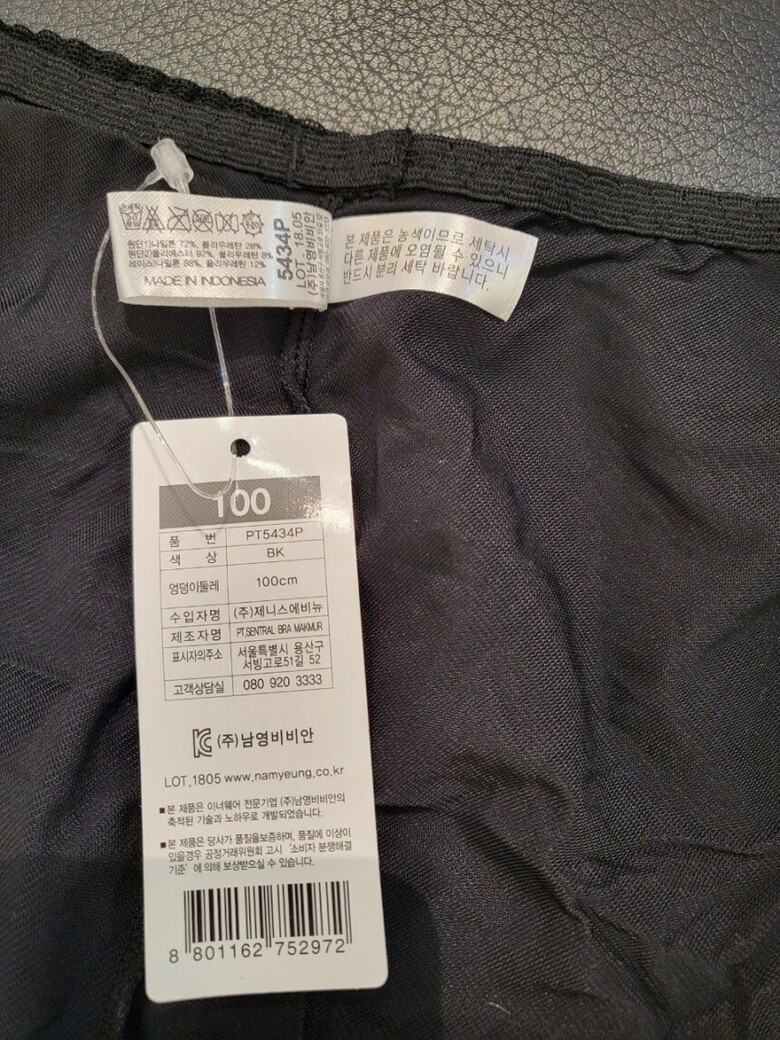 손세탁
원단1)나일론 72%, 폴리우레탄 28%
원단2)폴리에스터 92%, 폴리우레탄 8%
레이스)나일론 88%, 폴리우레탄 12%
MADE IN INDONESIA
5434P
LOT 18.05
(주)남영비비안
본 제품은 농색이므로 세탁시
다른 제품에 오염될 수 있으니
반드시 분리 세탁 바랍니다.
100
품 번 PT5434P
색 상 BK
엉덩이둘레 100cm
수입자명 (주)제니스에비뉴
제조자명 PT.SENTRAL BRA MAKMUR
표시자의주소 서울특별시 용산구
서빙고로51길 52
고객상담실 080 920 3333
(주)남영비비안
LOT.1805 www.namyeung.co.kr
■본 제품은 이너웨어 전문기업 (주)남영비비안의
축적된 기술과 노하우로 개발되었습니다.
■본 제품은 당사가 품질을보증하며, 품질에 이상이
있을경우 공정거래위원회 고시 '소비자 분쟁해결
기준'에 의해 보상받으실 수 있습니다.
8 801162 752972